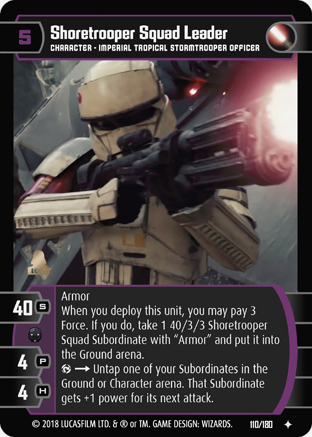 5
Shoretrooper Squad Leader
CHARACTER - IMPERIAL TROPICAL STORMTROOPER OFFICER
40 S
4 P
4 H
Armor
When you deploy this unit, you may pay 3
Force. If you do, take 1 40/3/3 Shoretrooper
Squad Subordinate with “Armor” and put it into
the Ground arena.
Untap one of your Subordinates in the
Ground or Character arena. That Subordinate
gets +1 power for its next attack.
© 2018 LUCASFILM LTD. & ® or TM. GAME DESIGN: WIZARDS.
110/180